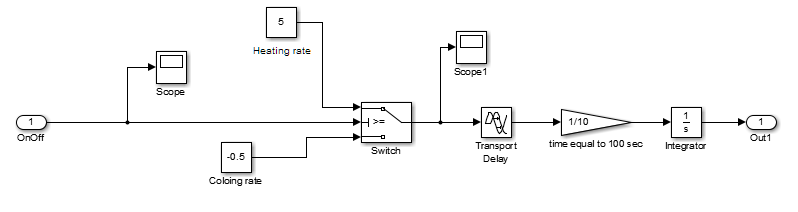 5
Heating rate
Scope
Scope1
1
OnOff
>=
Switch
-0.5
Coloing rate
Transport
Delay
1/10
time equal to 100 sec
1
s
Integrator
1
Out1